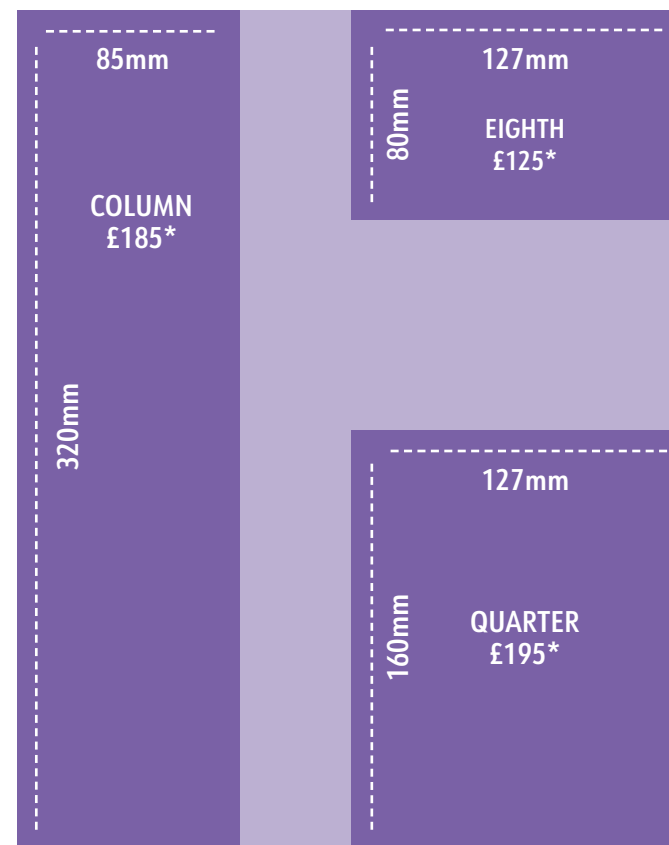 85mm
COLUMN
£185*
320mm
127mm
80mm
EIGHTH
£125*
127mm
160mm
QUARTER
£195*